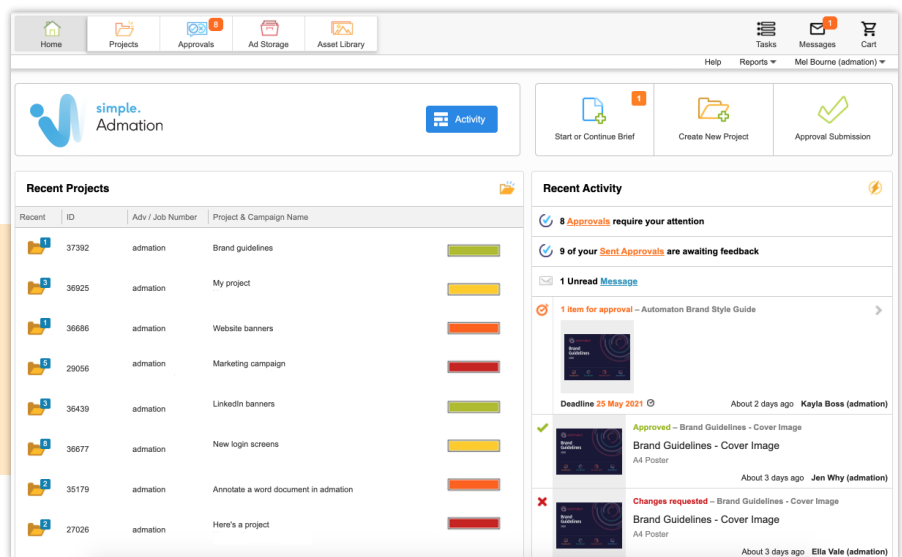 8
1
Home
Projects
Approvals
Ad Storage
Asset Library
Tasks
Messages
Cart
Help
Reports
Mel Bourne (admation)
simple.
Admation
Activity
1
Start or Continue Brief
Create New Project
Approval Submission
Recent Projects
Recent
ID
Adv / Job Number
Project & Campaign Name
1
37392
admation
Brand guidelines
3
36925
admation
My project
1
36686
admation
Website banners
5
29056
admation
Marketing campaign
3
36439
admation
LinkedIn banners
8
36677
admation
New login screens
2
35179
admation
Annotate a word document in admation
2
27026
admation
Here's a project
Recent Activity
8 Approvals require your attention
9 of your Sent Approvals are awaiting feedback
1 Unread Message
1 item for approval – Automaton Brand Style Guide
Brand
Guidelines
Deadline 25 May 2021
About 2 days ago Kayla Boss (admation)
Approved – Brand Guidelines - Cover Image
Brand
Guidelines
Brand Guidelines - Cover Image
A4 Poster
About 3 days ago Jen Why (admation)
Changes requested – Brand Guidelines - Cover Image
Brand
Guidelines
Brand Guidelines - Cover Image
A4 Poster
About 3 days ago Ella Vale (admation)